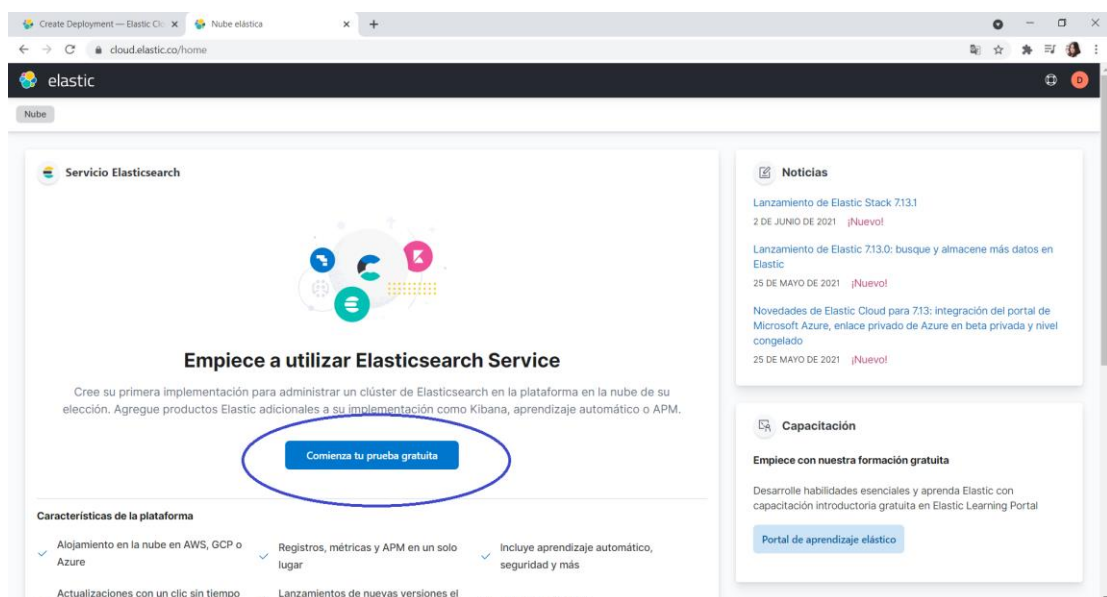 Create Deployment — Elastic Clo
Nube elástica
cloud.elastic.co/home
elastic
D
Nube
Servicio Elasticsearch
Empiece a utilizar Elasticsearch Service
Cree su primera implementación para administrar un clúster de Elasticsearch en la plataforma en la nube de su
elección. Agregue productos Elastic adicionales a su implementación como Kibana, aprendizaje automático o APM.
Comienza tu prueba gratuita
Características de la plataforma
Alojamiento en la nube en AWS, GCP o
Azure
Registros, métricas y APM en un solo
lugar
Incluye aprendizaje automático,
seguridad y más
Actualizaciones con un clic sin tiempo
Lanzamientos de nuevas versiones el
Noticias
Lanzamiento de Elastic Stack 7.13.1
2 DE JUNIO DE 2021 ¡Nuevo!
Lanzamiento de Elastic 7.13.0: busque y almacene más datos en
Elastic
25 DE MAYO DE 2021 ¡Nuevo!
Novedades de Elastic Cloud para 7.13: integración del portal de
Microsoft Azure, enlace privado de Azure en beta privada y nivel
congelado
25 DE MAYO DE 2021 ¡Nuevo!
Capacitación
Empiece con nuestra formación gratuita
Desarrolle habilidades esenciales y aprenda Elastic con
capacitación introductoria gratuita en Elastic Learning Portal
Portal de aprendizaje elástico